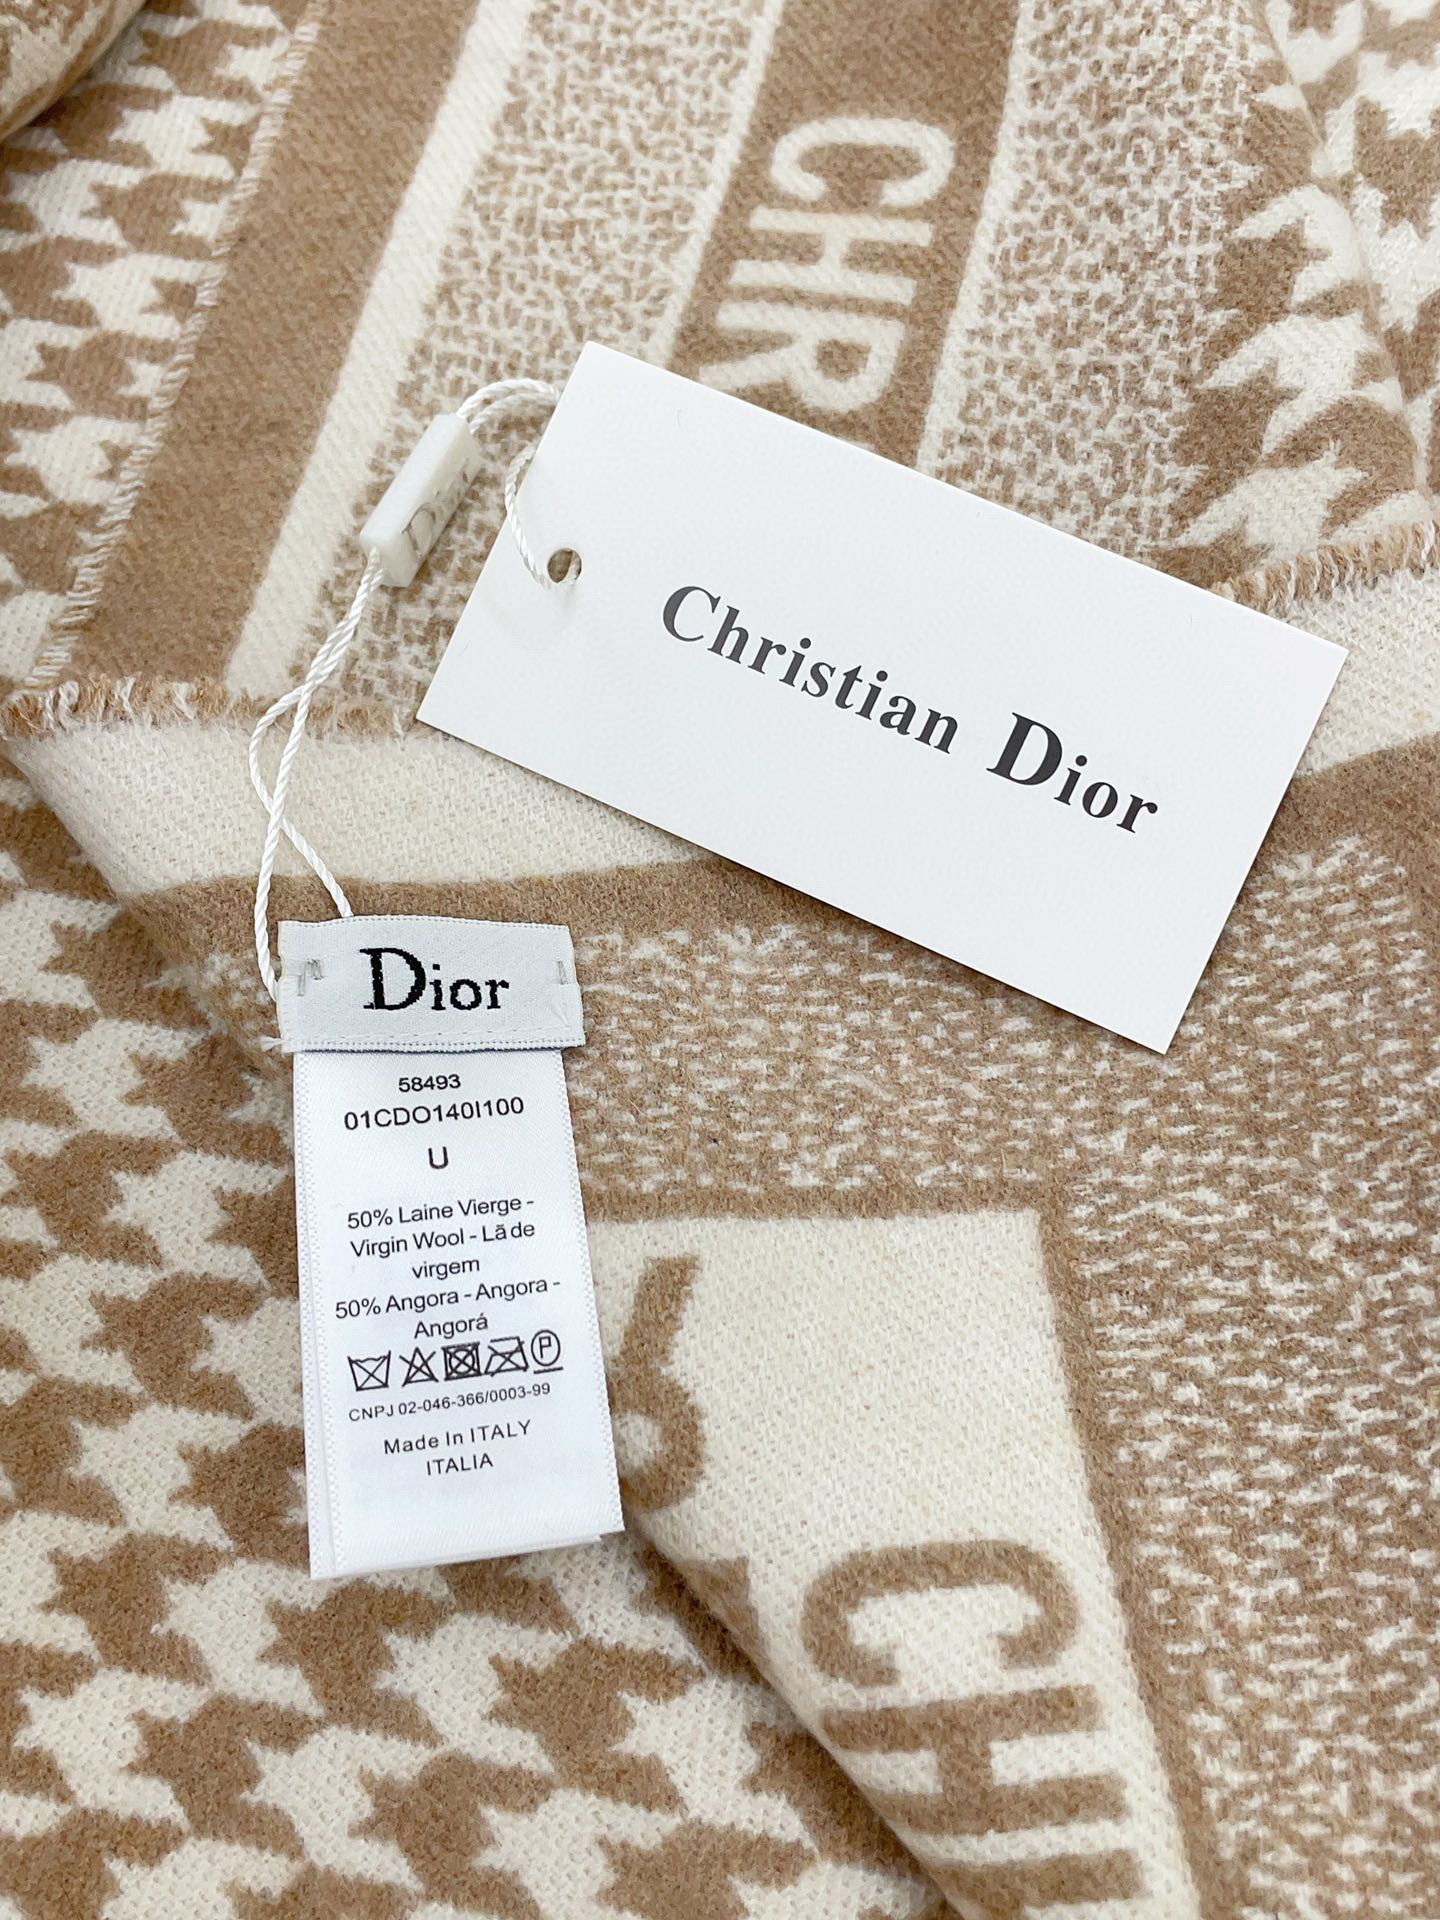 CHR
Christian Dior
Dior
Dior
58493
01CDO140I100
U
50% Laine Vierge -
Virgin Wool - Lã de
virgem
50% Angora - Angora -
Angorá
P
CNPJ 02-046-366/0003-99
Made In ITALY
ITALIA
CHR